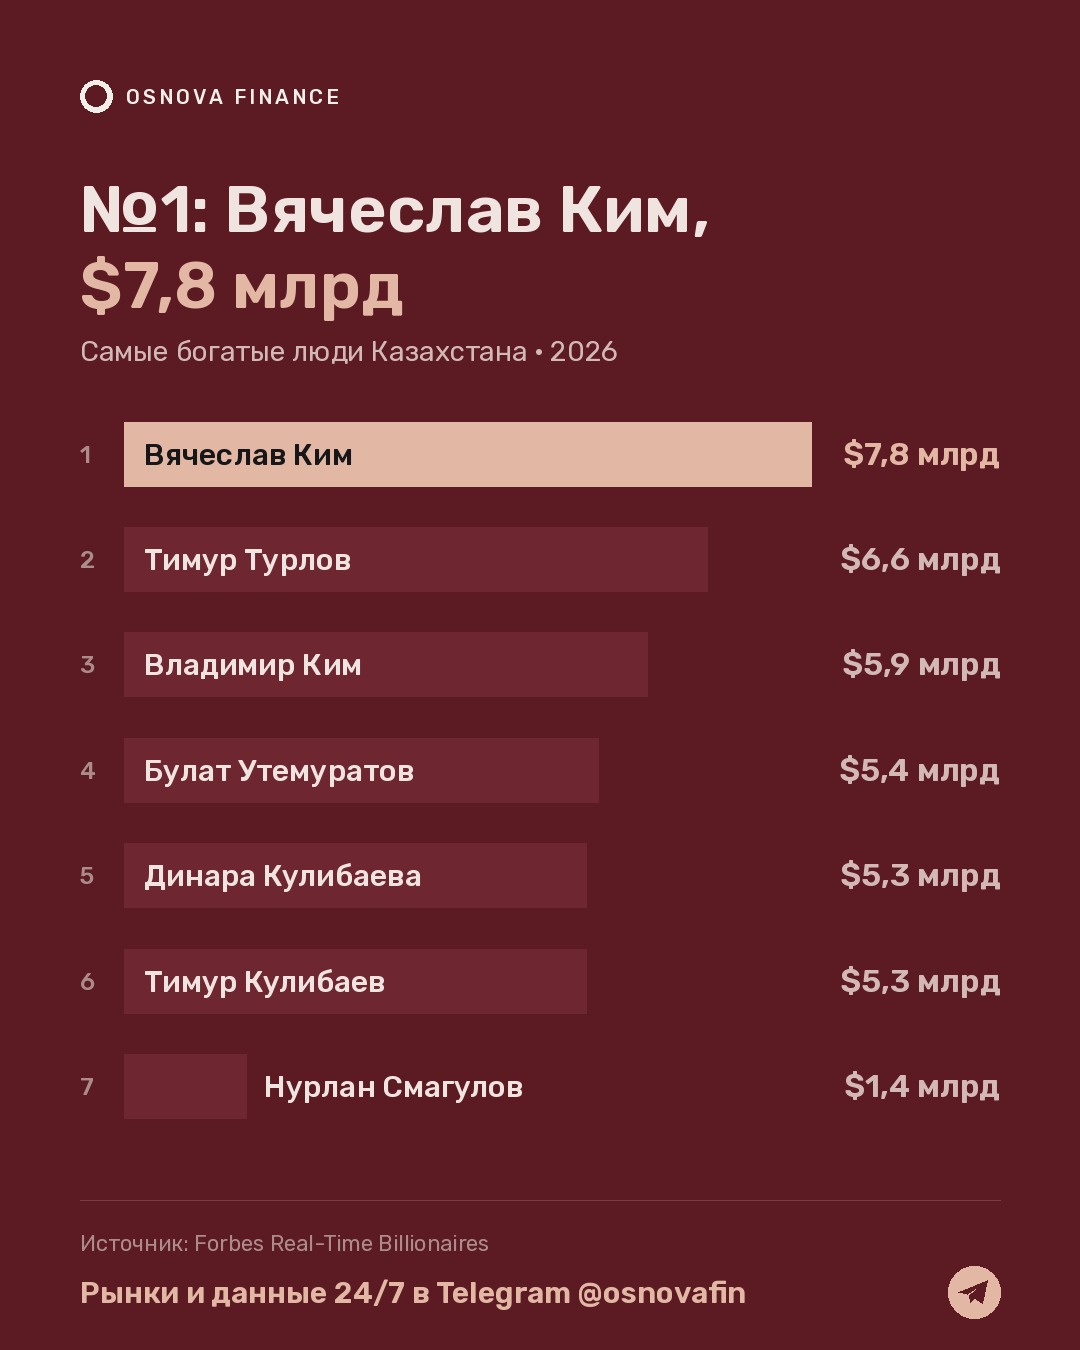 OSNOVA FINANCE
№1: Вячеслав Ким,
$7,8 млрд
Самые богатые люди Казахстана • 2026
1 Вячеслав Ким $7,8 млрд
2 Тимур Турлов $6,6 млрд
3 Владимир Ким $5,9 млрд
4 Булат Утемуратов $5,4 млрд
5 Динара Кулибаева $5,3 млрд
6 Тимур Кулибаев $5,3 млрд
7 Нурлан Смагулов $1,4 млрд
Источник: Forbes Real-Time Billionaires
Рынки и данные 24/7 в Telegram @osnovafin